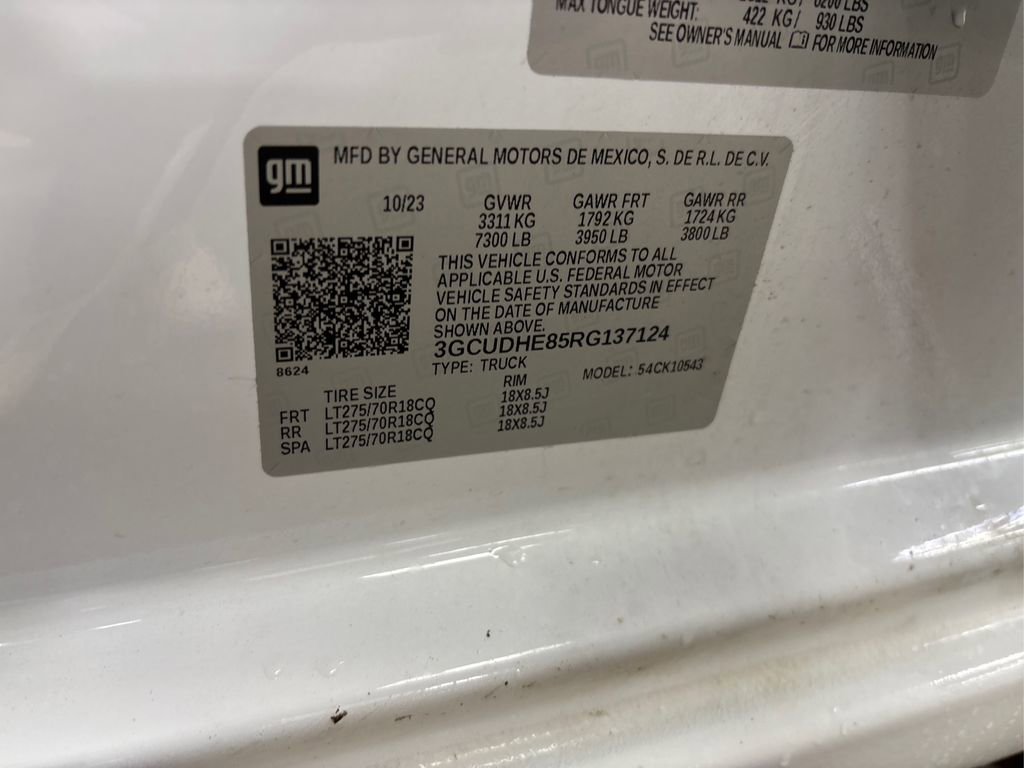 MAX TONGUE WEIGHT: 422 KG/ 930 LBS
SEE OWNER'S MANUAL FOR MORE INFORMATION
gm
MFD BY GENERAL MOTORS DE MEXICO, S. DE R.L. DE C.V.
10/23 GVWR GAWR FRT GAWR RR
3311 KG 1792 KG 1724 KG
7300 LB 3950 LB 3800 LB
THIS VEHICLE CONFORMS TO ALL
APPLICABLE U.S. FEDERAL MOTOR
VEHICLE SAFETY STANDARDS IN EFFECT
ON THE DATE OF MANUFACTURE
SHOWN ABOVE.
3GCUDHE85RG137124
8624
TYPE: TRUCK MODEL: 54CK10543
TIRE SIZE RIM
FRT LT275/70R18CQ 18X8.5J
RR LT275/70R18CQ 18X8.5J
SPA LT275/70R18CQ 18X8.5J